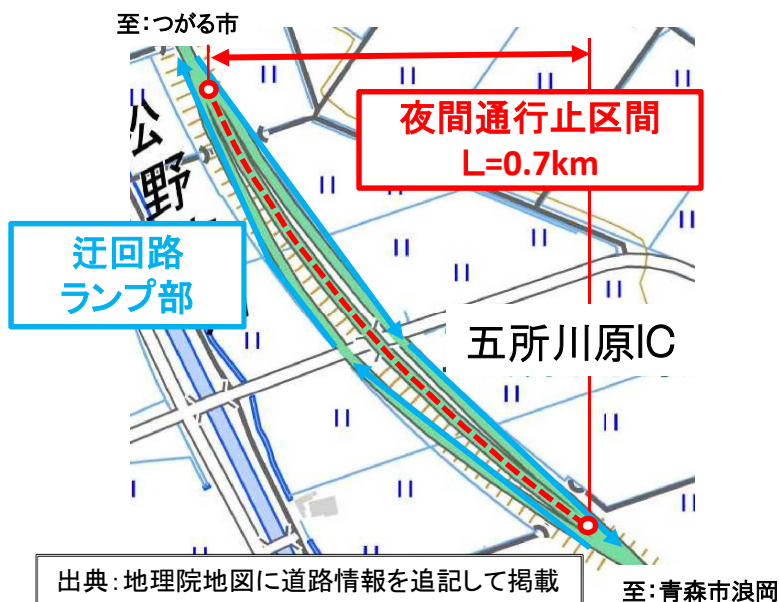 至:つがる市
夜間通行止区間
L=0.7km
松野
迂回路
ランプ部
五所川原IC
出典:地理院地図に道路情報を追記して掲載
至:青森市浪岡